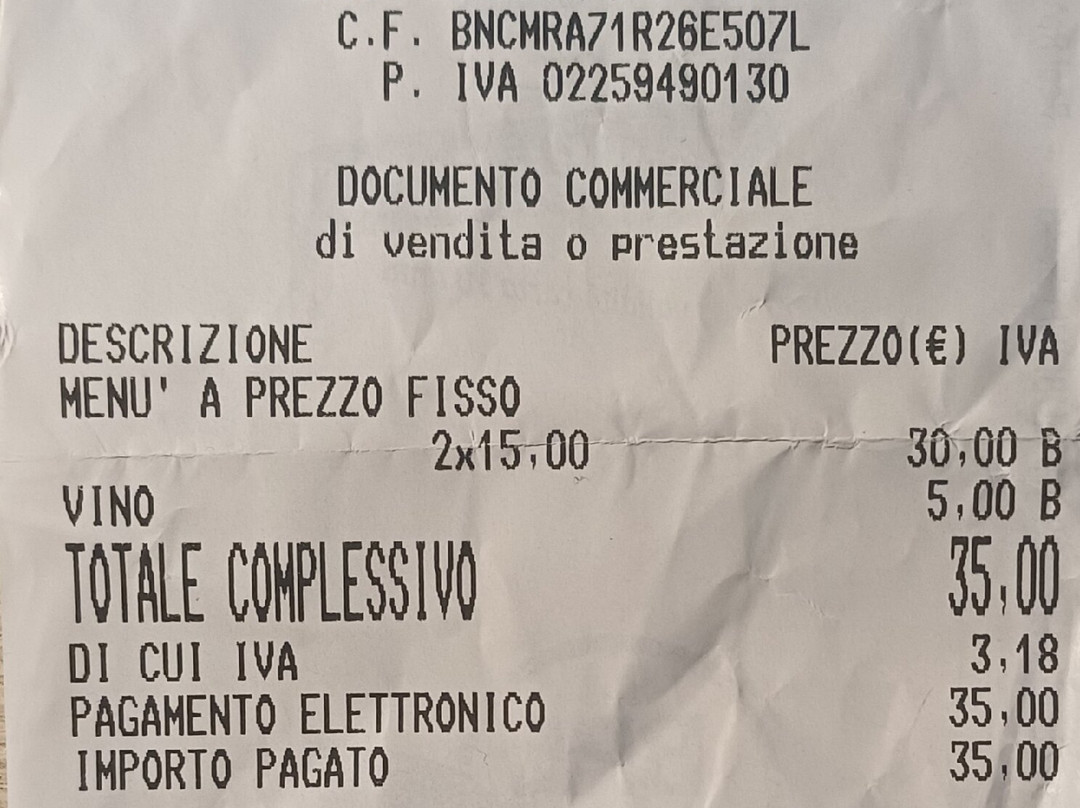 C.F. BNCMRA71R26E507L
P. IVA 02259490130
DOCUMENTO COMMERCIALE
di vendita o prestazione
DESCRIZIONE PREZZO(€) IVA
MENU' A PREZZO FISSO
2x15,00 30,00 B
VINO 5,00 B
TOTALE COMPLESSIVO 35,00
DI CUI IVA 3,18
PAGAMENTO ELETTRONICO 35,00
IMPORTO PAGATO 35,00